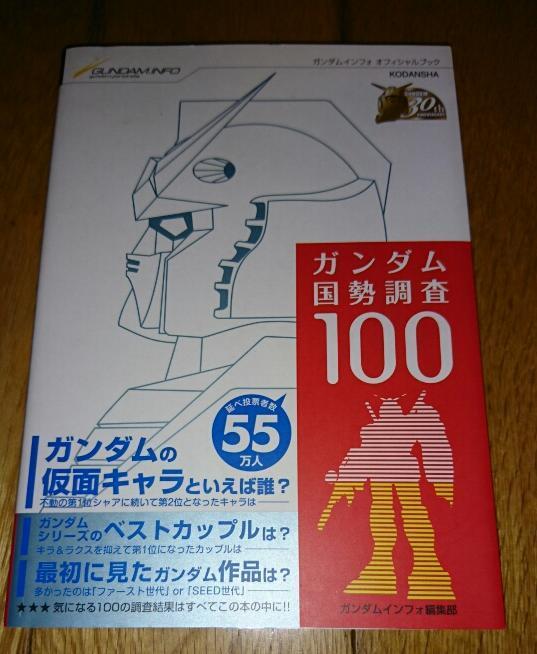 GUNDAM.INFO
ガンダムインフォ オフィシャルブック
KODANSHA
30th
ANNIVERSARY
ガンダム
国勢調査
100
延べ投票者数
55
万人
ガンダムの
仮面キャラといえば誰?
不動の第1位シャアに続いて第2位となったキャラは
ガンダム
シリーズのベストカップルは?
キラ&ラクスを抑えて第1位になったカップルは
最初に見たガンダム作品は?
多かったのは「ファースト世代」or「SEED世代」
★★★気になる100の調査結果はすべてこの本の中に!!
ガンダムインフォ編集部